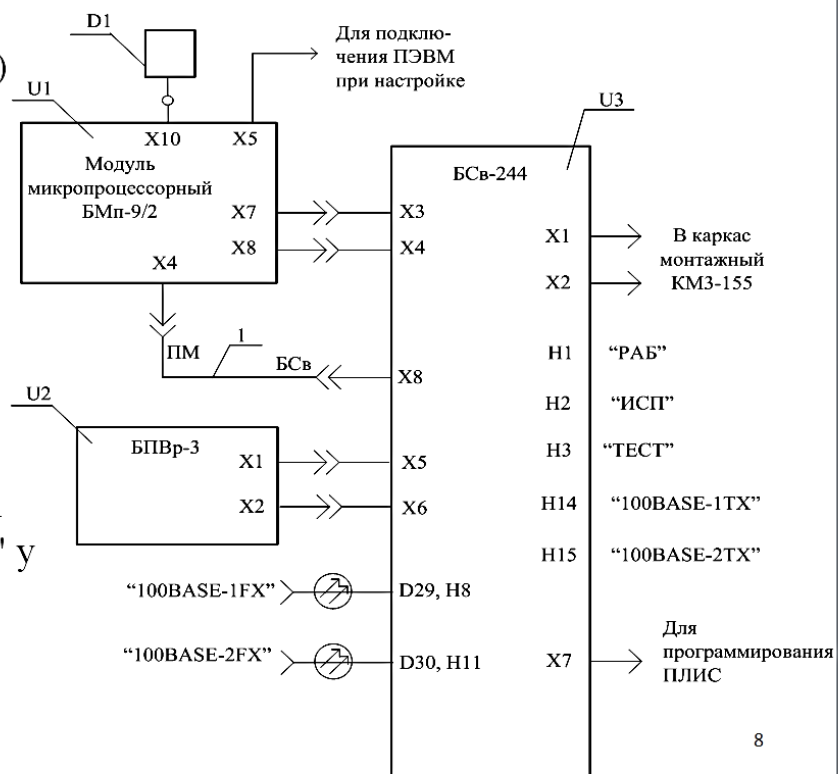 D1
Для подклю-
чения ПЭВМ
при настройке
)
U1
U3
X10
X5
Модуль
микропроцессорный
БМп-9/2
X7
X8
X4
БСв-244
X3
X4
X1
X2
В каркас
монтажный
КМ3-155
ПМ
1
БСв
X8
H1 “РАБ”
H2 “ИСП”
H3 “ТЕСТ”
H14 “100BASE-1TX”
H15 “100BASE-2TX”
U2
БПВр-3
X1
X2
X5
X6
" у
“100BASE-1FX”
D29, H8
“100BASE-2FX”
D30, H11
X7
Для
программирования
ПЛИС
8